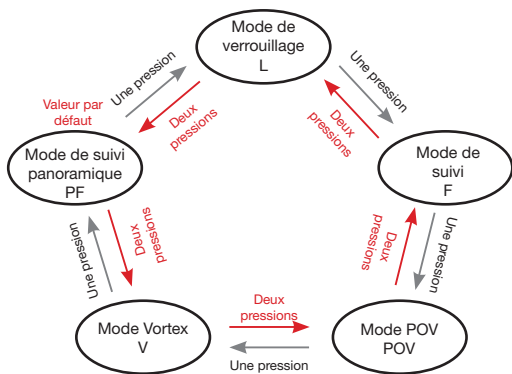 Mode de
verrouillage
L
Une pression
Deux
pressions
Une pression
Deux
pressions
Valeur par
défaut
Mode de suivi
panoramique
PF
Mode de
suivi
F
Deux
pressions
Une pression
Deux
pressions
Une pression
Mode Vortex
V
Deux
pressions
Une pression
Mode POV
POV